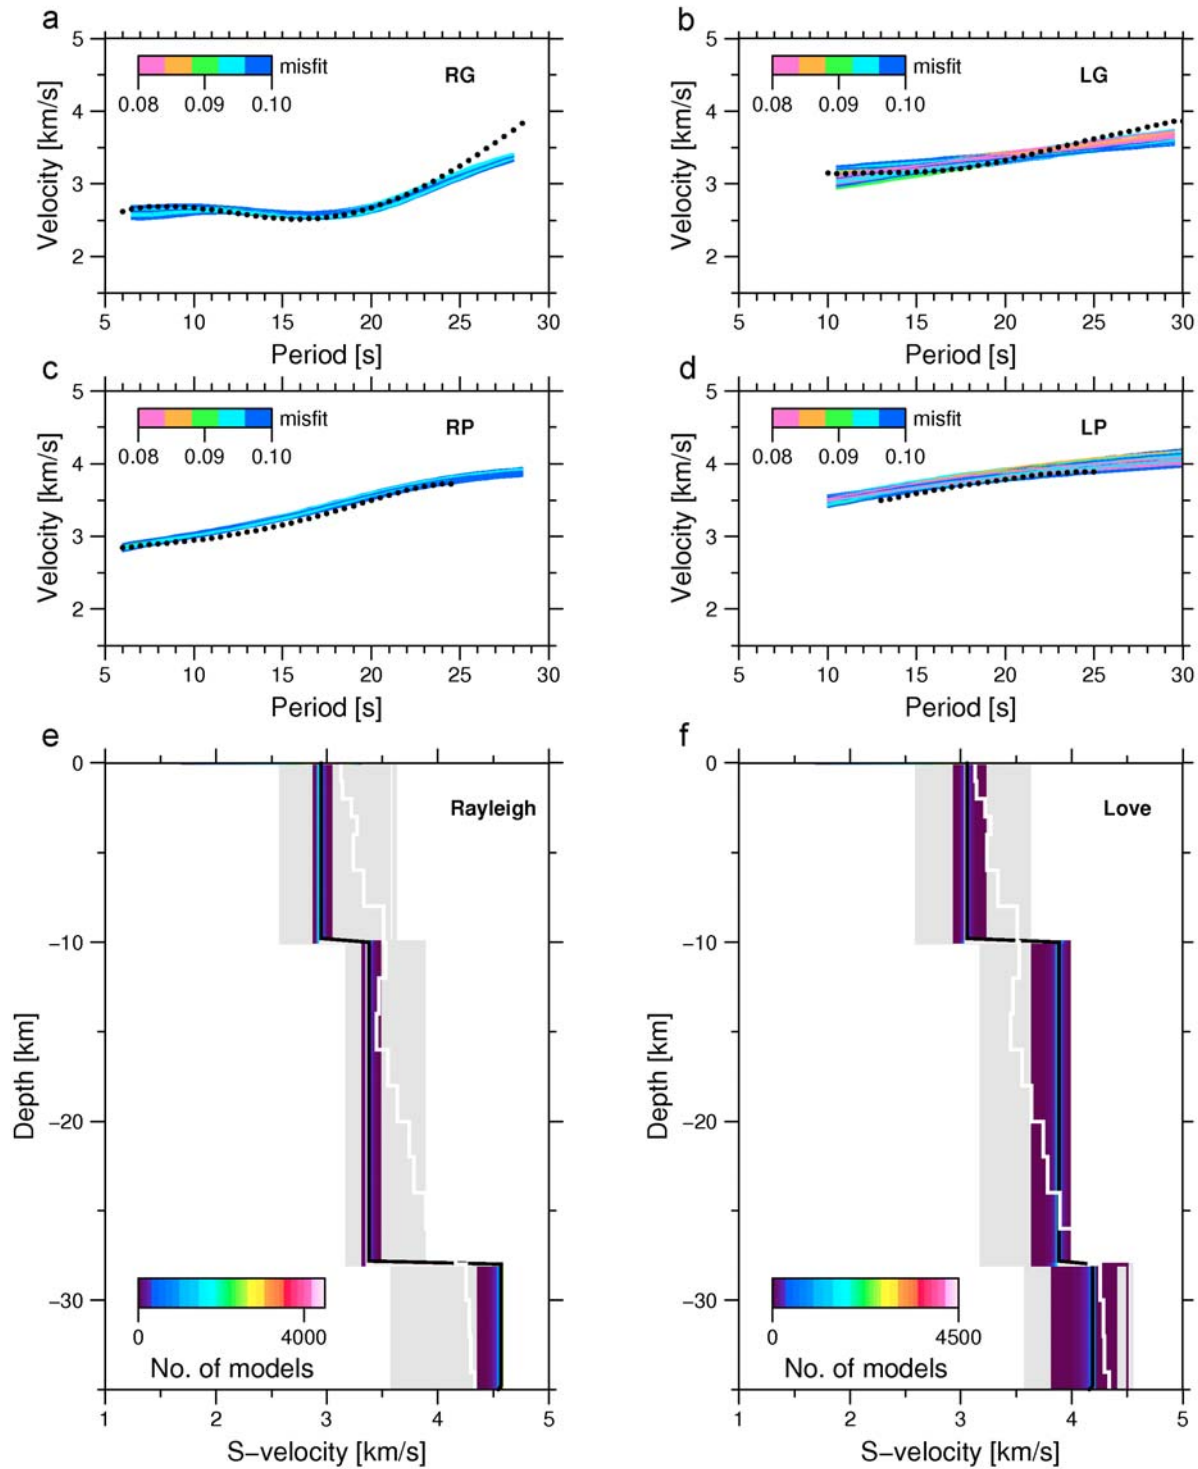 a
5
4
3
2
Velocity [km/s]
misfit
0.08 0.09 0.10
RG
5 10 15 20 25 30
Period [s]
b
5
4
3
2
Velocity [km/s]
misfit
0.08 0.09 0.10
LG
5 10 15 20 25 30
Period [s]
c
5
4
3
2
Velocity [km/s]
misfit
0.08 0.09 0.10
RP
5 10 15 20 25 30
Period [s]
d
5
4
3
2
Velocity [km/s]
misfit
0.08 0.09 0.10
LP
5 10 15 20 25 30
Period [s]
e
0
−10
−20
−30
Depth [km]
Rayleigh
0 4000
No. of models
1 2 3 4 5
S−velocity [km/s]
f
0
−10
−20
−30
Depth [km]
Love
0 4500
No. of models
1 2 3 4 5
S−velocity [km/s]